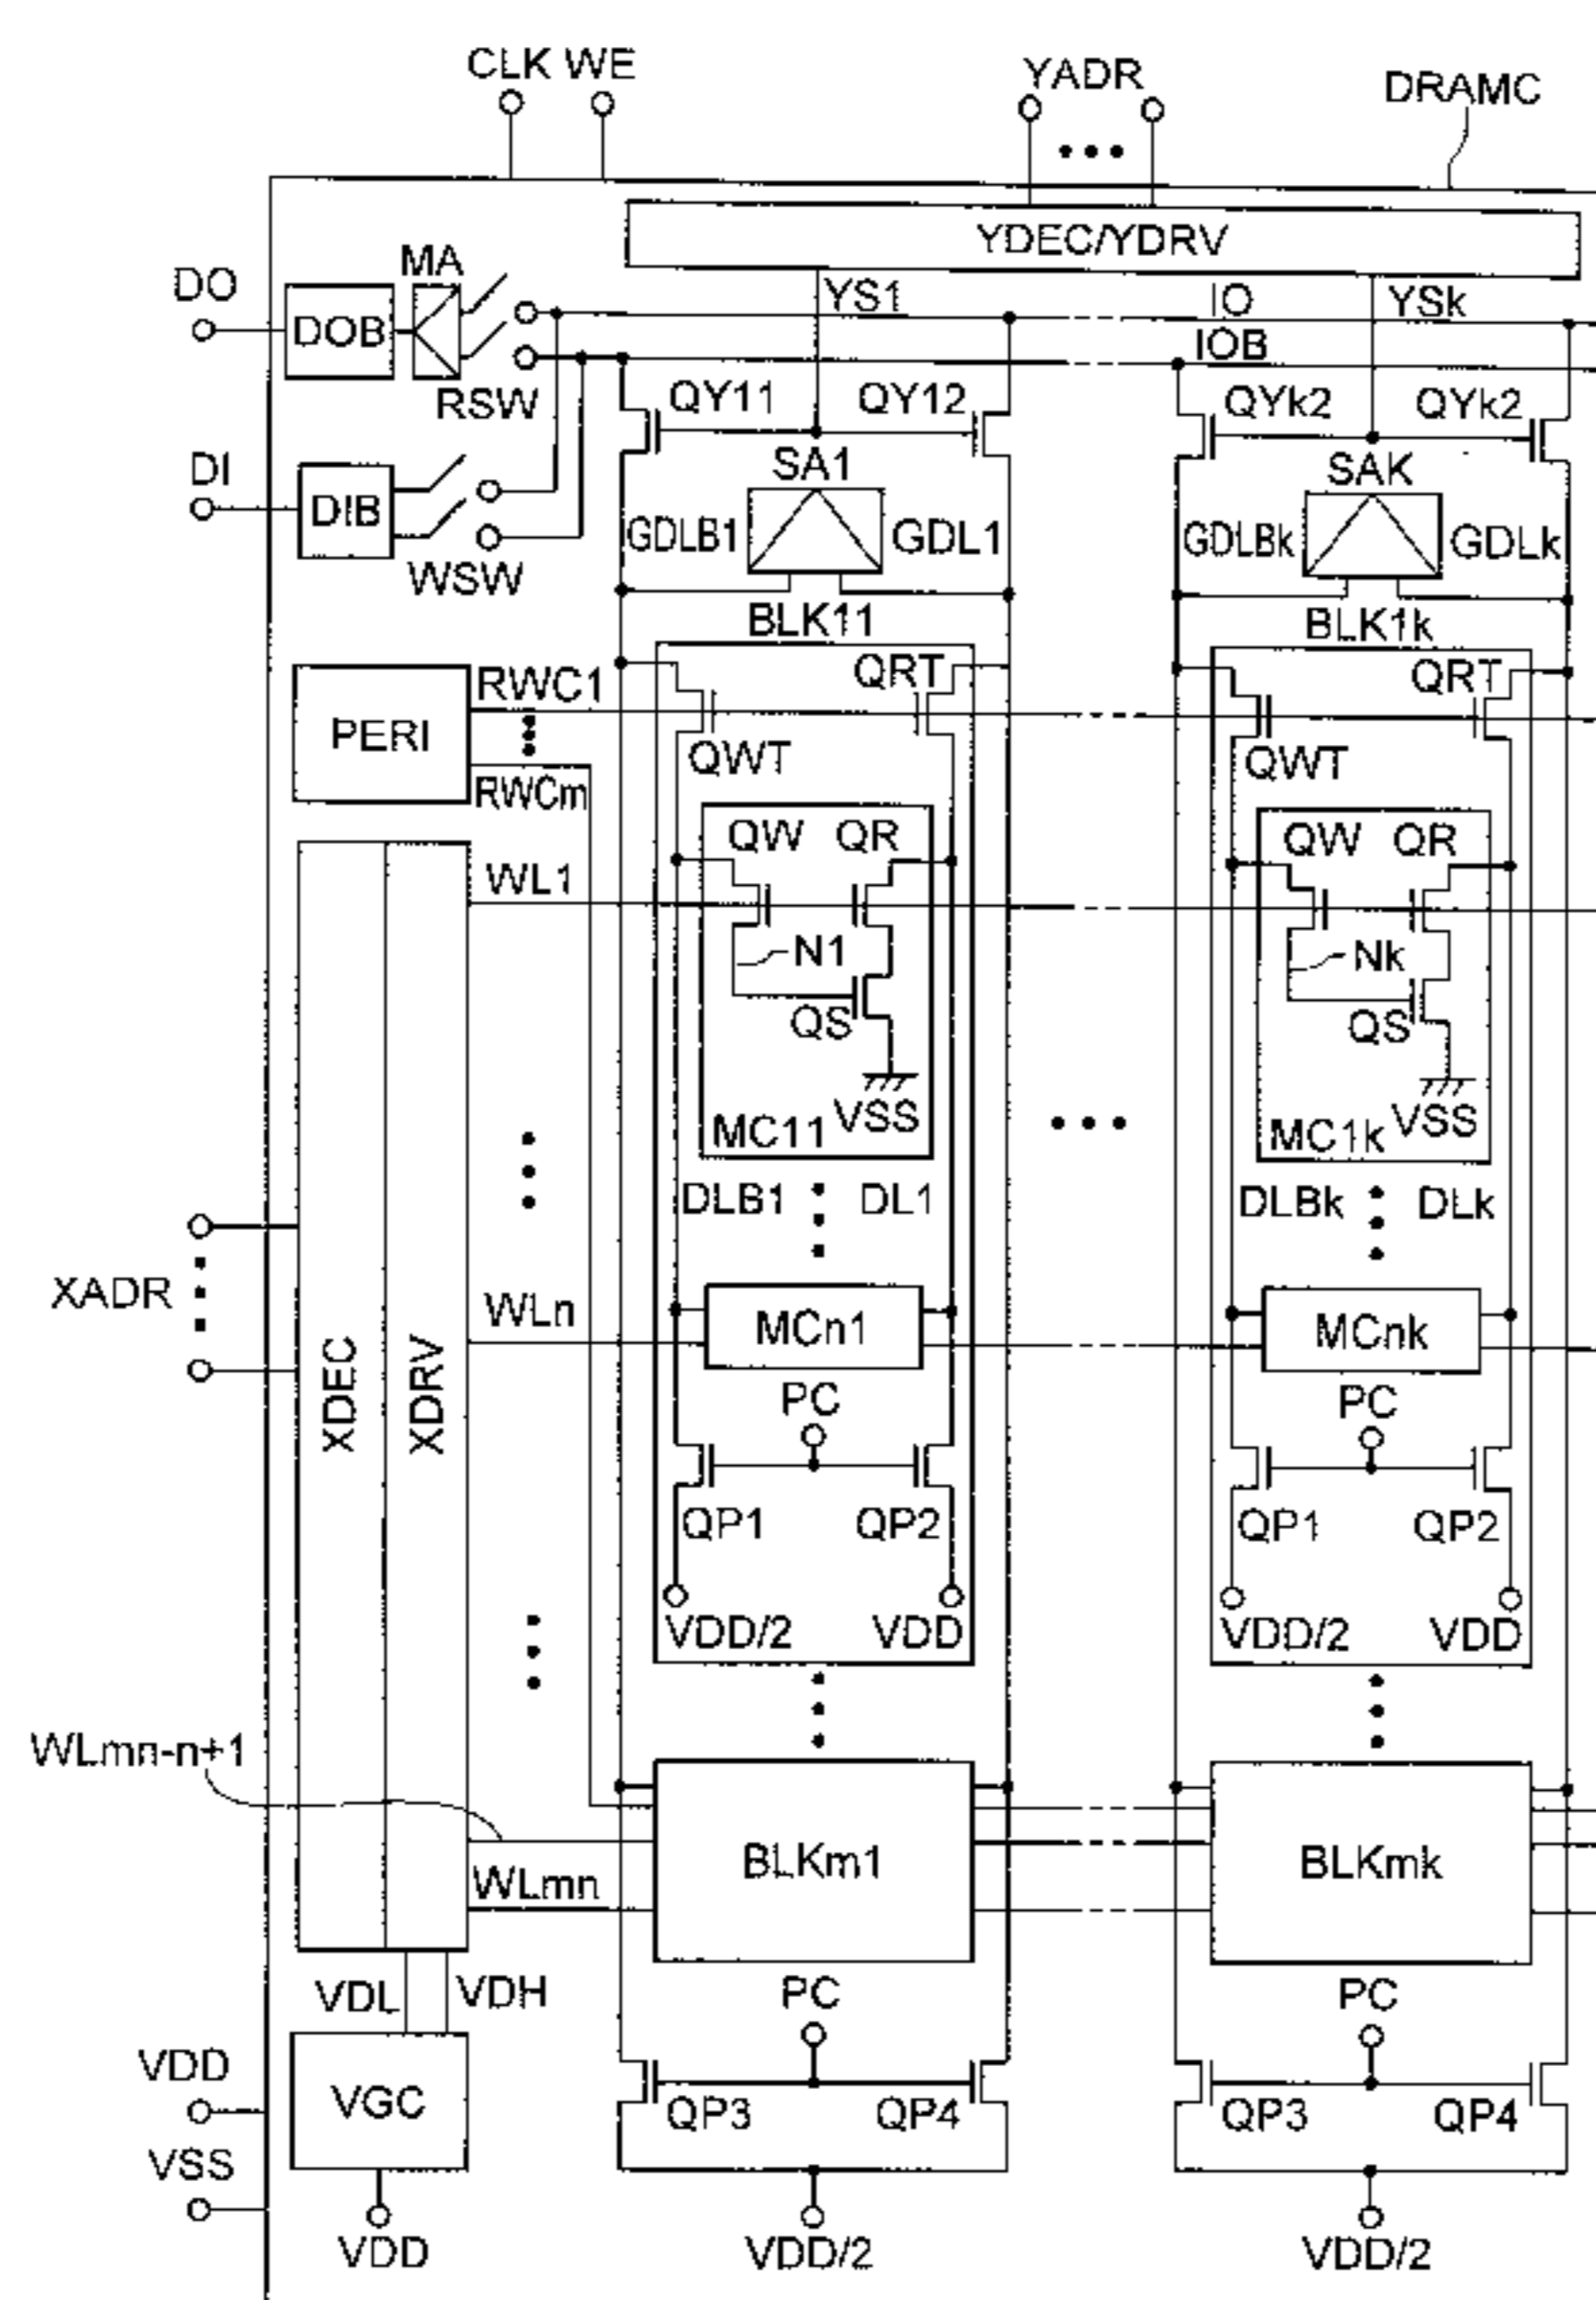 CLK WE
YADR
DRAMC
YDEC/YDRV
DO
MA
DOB
YS1
IO
YSk
IOB
RSW
QY11
QY12
QYk2
QYk2
DI
DIB
SA1
SAK
GDLB1
GDL1
GDLBk
GDLk
WSW
BLK11
BLK1k
PERI
RWC1
QRT
QRT
QWT
QWT
RWCm
QW
QR
QW
QR
WL1
N1
Nk
QS
QS
VSS
VSS
MC11
MC1k
DLB1
DL1
DLBk
DLk
XADR
WLn
MCn1
MCnk
XDEC
XDRV
PC
PC
QP1
QP2
QP1
QP2
VDD/2
VDD
VDD/2
VDD
WLmn-n+1
BLKm1
BLKmk
WLmn
VDL
VDH
PC
PC
VDD
VGC
QP3
QP4
QP3
QP4
VSS
VDD
VDD/2
VDD/2